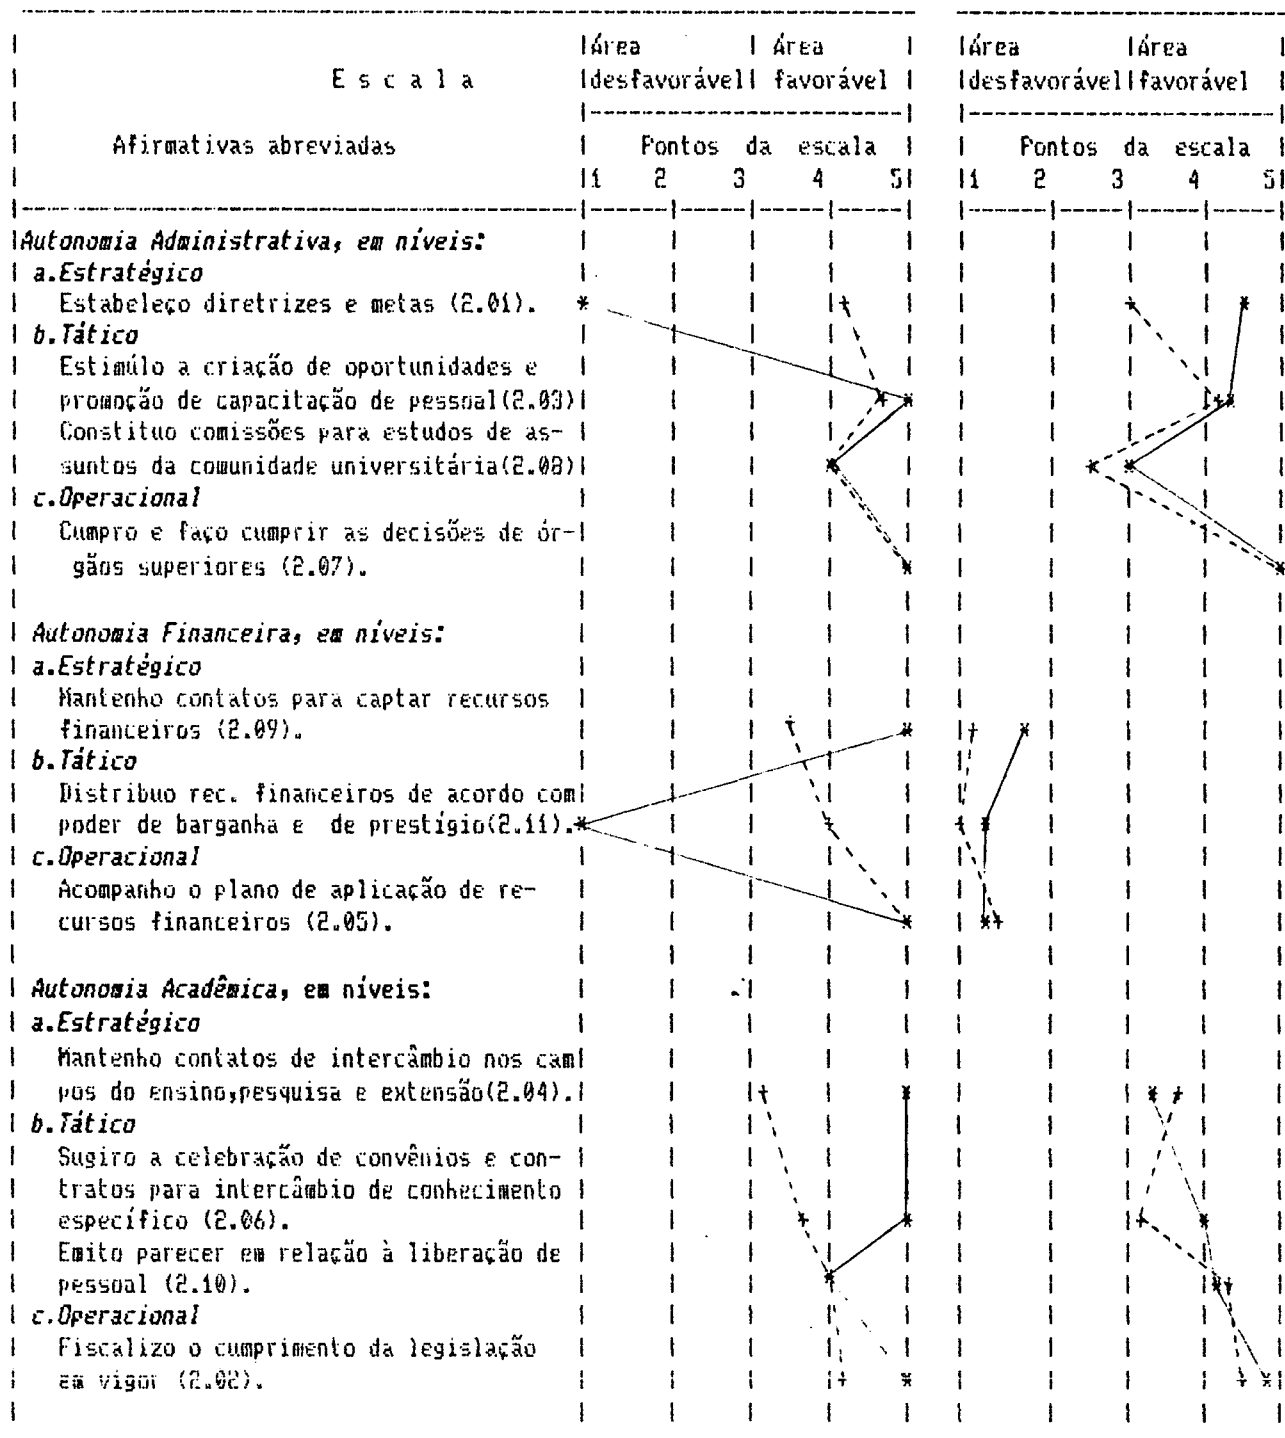 Área Área Área Área
E s c a l a desfavorável favorável desfavorável favorável
Afirmativas abreviadas Pontos da escala Pontos da escala
1 2 3 4 5 1 2 3 4 5
Autonomia Administrativa, em níveis:
a.Estratégico
Estabeleço diretrizes e metas (2.01).
b.Tático
Estimúlo a criação de oportunidades e
promoção de capacitação de pessoal(2.03)
Constituo comissões para estudos de as-
suntos da comunidade universitária(2.08)
c.Operacional
Cumpro e faço cumprir as decisões de ór-
gãos superiores (2.07).
Autonomia Financeira, em níveis:
a.Estratégico
Mantenho contatos para captar recursos
financeiros (2.09).
b.Tático
Distribuo rec. financeiros de acordo com
poder de barganha e de prestígio(2.11).
c.Operacional
Acompanho o plano de aplicação de re-
cursos financeiros (2.05).
Autonomia Acadêmica, em níveis:
a.Estratégico
Mantenho contatos de intercâmbio nos cam
pos do ensino,pesquisa e extensão(2.04).
b.Tático
Sugiro a celebração de convênios e con-
tratos para intercâmbio de conhecimento
específico (2.06).
Emito parecer em relação à liberação de
pessoal (2.10).
c.Operacional
Fiscalizo o cumprimento da legislação
em vigor (2.02).